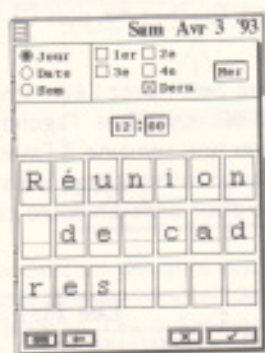 Sam Avr 3 '93
Jour 1er 2e
Date 3e 4e Mer
Sem Dern
12:00
Réunion
de cad
res